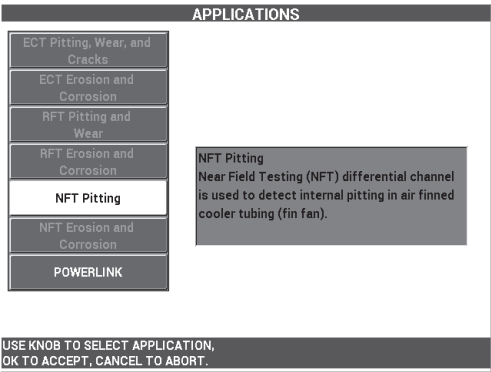 APPLICATIONS
ECT Pitting, Wear, and
Cracks
ECT Erosion and
Corrosion
RFT Pitting and
Wear
RFT Erosion and
Corrosion
NFT Pitting
NFT Erosion and
Corrosion
POWERLINK
NFT Pitting
Near Field Testing (NFT) differential channel
is used to detect internal pitting in air finned
cooler tubing (fin fan).
USE KNOB TO SELECT APPLICATION,
OK TO ACCEPT, CANCEL TO ABORT.